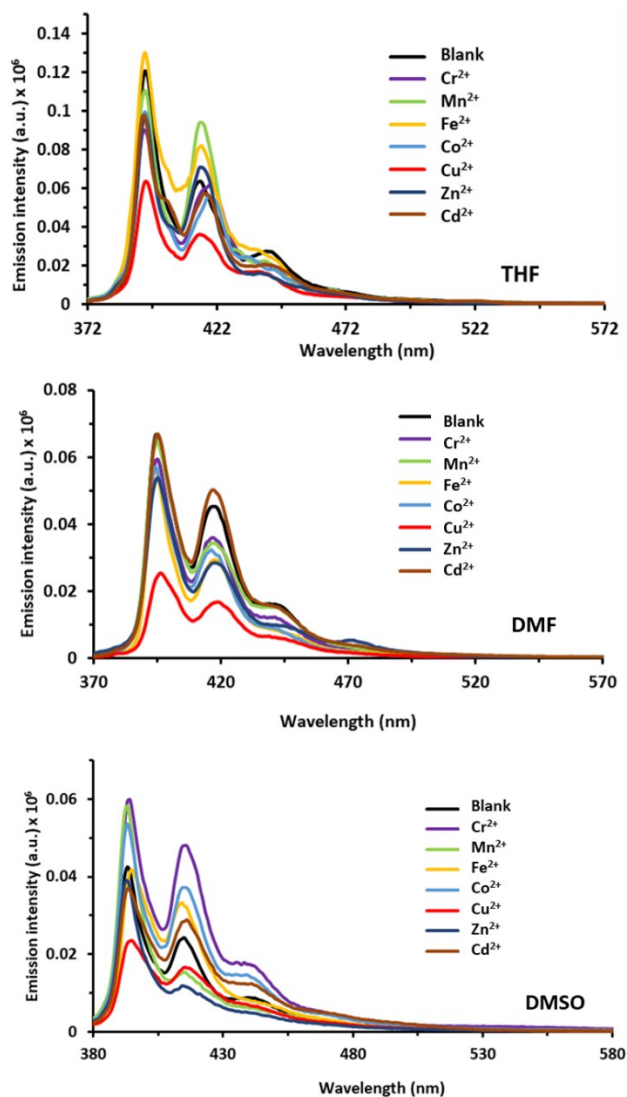 Emission intensity (a.u.) x 10⁶
0.14
0.12
0.1
0.08
0.06
0.04
0.02
0
Blank
Cr²⁺
Mn²⁺
Fe²⁺
Co²⁺
Cu²⁺
Zn²⁺
Cd²⁺
THF
372 422 472 522 572
Wavelength (nm)
Emission intensity (a.u.) x 10⁶
0.08
0.06
0.04
0.02
0
Blank
Cr²⁺
Mn²⁺
Fe²⁺
Co²⁺
Cu²⁺
Zn²⁺
Cd²⁺
DMF
370 420 470 520 570
Wavelength (nm)
Emission intensity (a.u.) x 10⁶
0.06
0.04
0.02
0
Blank
Cr²⁺
Mn²⁺
Fe²⁺
Co²⁺
Cu²⁺
Zn²⁺
Cd²⁺
DMSO
380 430 480 530 580
Wavelength (nm)